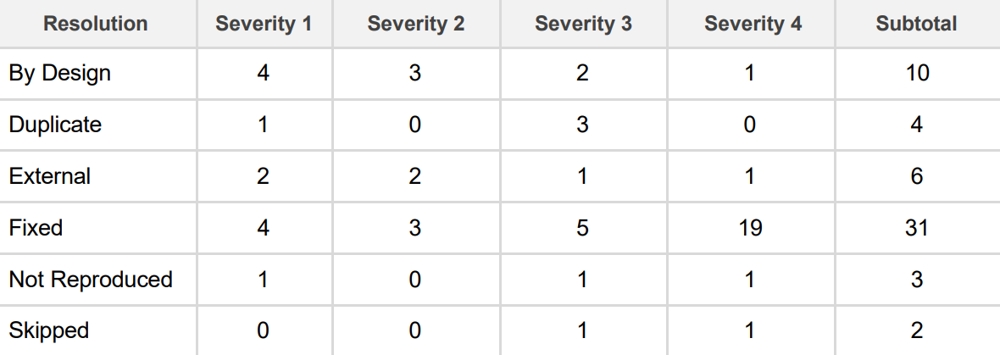 Resolution Severity 1 Severity 2 Severity 3 Severity 4 Subtotal
By Design 4 3 2 1 10
Duplicate 1 0 3 0 4
External 2 2 1 1 6
Fixed 4 3 5 19 31
Not Reproduced 1 0 1 1 3
Skipped 0 0 1 1 2